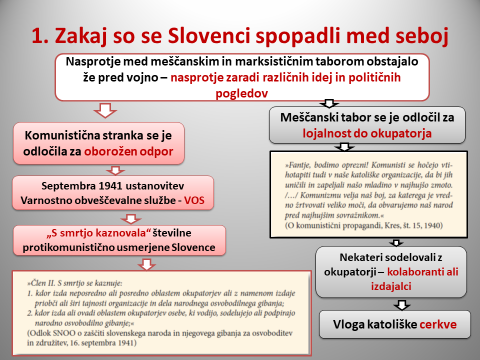 1. Zakaj so se Slovenci spopadli med seboj
Nasprotje med meščanskim in marksističnim taborom obstajalo
že pred vojno – nasprotje zaradi različnih idej in političnih
pogledov
Komunistična stranka se je
odločila za oborožen odpor
Septembra 1941 ustanovitev
Varnostno obveščevalne službe - VOS
„S smrtjo kaznovala“ številne
protikomunistično usmerjene Slovence
»Člen II. S smrtjo se kaznuje:
1. kdor izda neposredno ali posredno oblastem okupatorjev ali z namenom izdaje
priobči ali širi tajnosti organizacije in dela narodnega osvobodilnega gibanja;
2. kdor izda ali ovadi oblastem okupatorjev osebe, ki vodijo, sodelujejo ali podpirajo
narodno osvobodilno gibanje;«
(Odlok SNOO o zaščiti slovenskega naroda in njegovega gibanja za osvoboditev
in združitev, 16. septembra 1941)
Meščanski tabor se je odločil za
lojalnost do okupatorja
»Fantje, bodimo oprezni! Komunisti se hočejo vti-
hotapiti tudi v naše katoliške organizacije, da bi jih
uničili in zapeljali našo mladino v najhujšo zmoto.
/.../ Komunizmu velja naš boj, za katerega je vred-
no žrtvovati veliko moči, da obvarujemo naš narod
pred najhujšim sovražnikom.«
(O komunistični propagandi, Kres, št. 15, 1940)
Nekateri sodelovali z
okupatorji – kolaboranti ali
izdajalci
Vloga katoliške cerkve